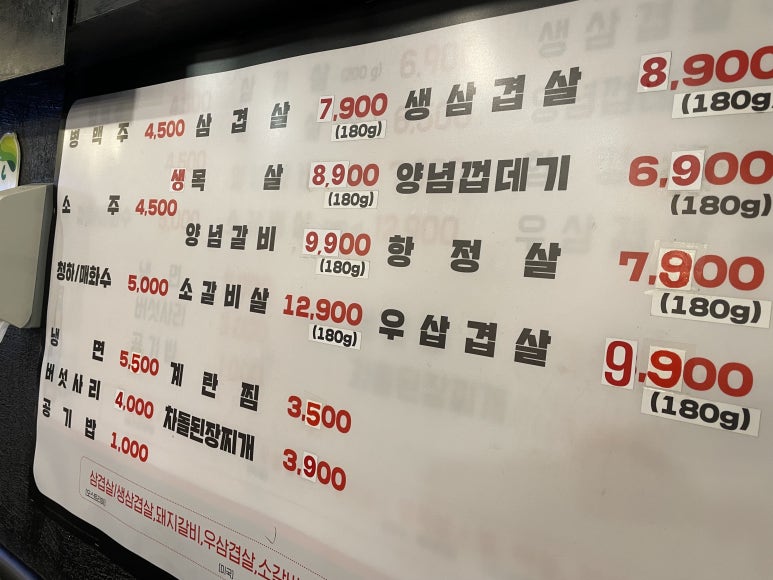 생삼겹살 8,900
(180g)
양념껍데기 6,900
(180g)
항정살 7,900
(180g)
우삼겹살 9,900
(180g)
삼겹살 7,900
(180g)
생목살 8,900
(180g)
양념갈비 9,900
(180g)
소갈비살 12,900
(180g)
계란찜 3,500
차돌된장찌개 3,900
병맥주 4,500
소주 4,500
청하/매화수 5,000
냉면 5,500
버섯사리 4,000
공기밥 1,000
삼겹살/생삼겹살,돼지갈비,우삼겹살,소갈비
(미국)